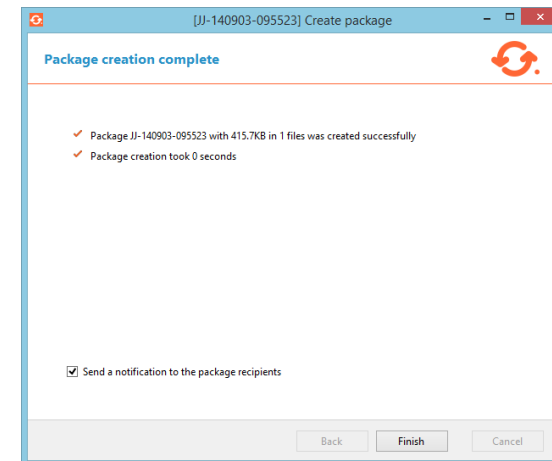 [JJ-140903-095523] Create package
Package creation complete
Package JJ-140903-095523 with 415.7KB in 1 files was created successfully
Package creation took 0 seconds
Send a notification to the package recipients
Back Finish Cancel